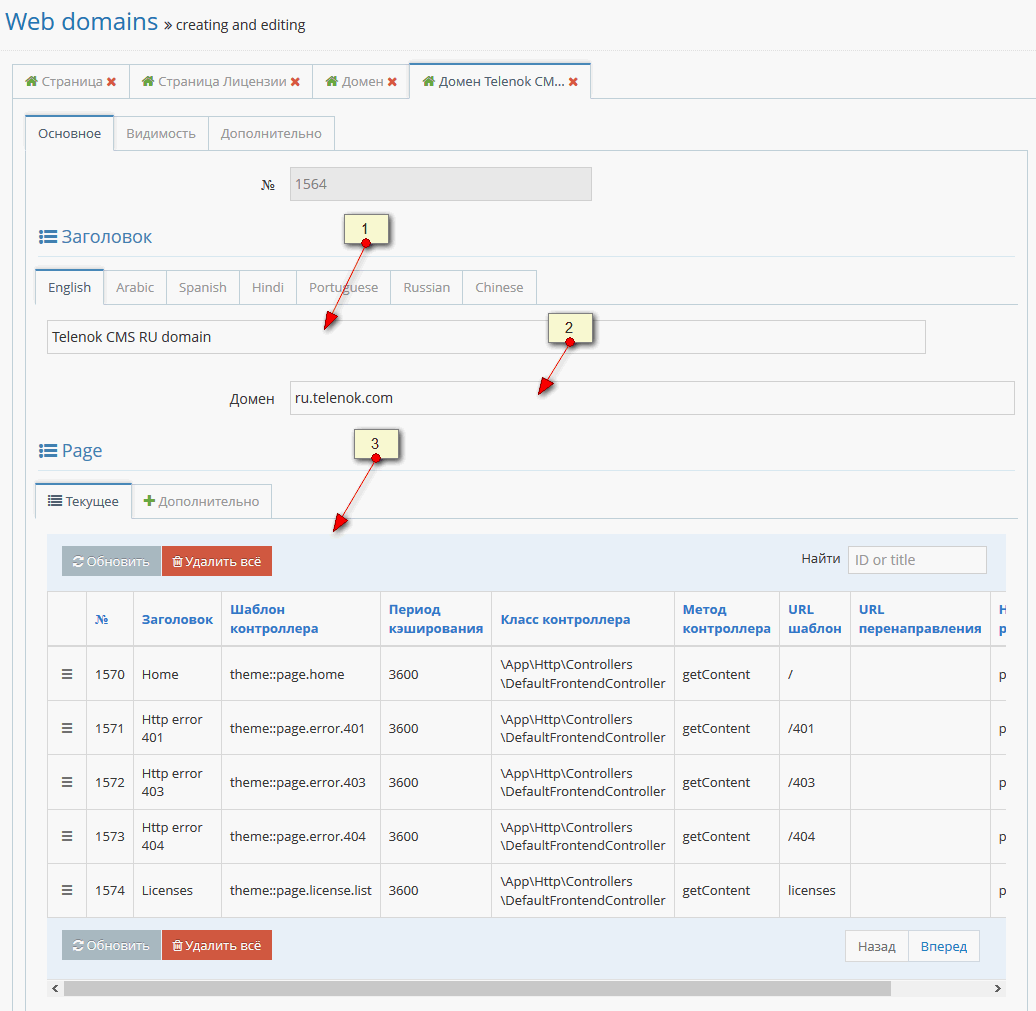 Web domains » creating and editing
Страница Страница Лицензии Домен Домен Telenok CM...
Основное Видимость Дополнительно
№ 1564
1
Заголовок
English Arabic Spanish Hindi Portuguese Russian Chinese
Telenok CMS RU domain
2
Домен ru.telenok.com
3
Page
Текущее Дополнительно
Обновить Удалить всё Найти ID or title
№ Заголовок Шаблон контроллера Период кэширования Класс контроллера Метод контроллера URL шаблон URL перенаправления
1570 Home theme::page.home 3600 \App\Http\Controllers\DefaultFrontendController getContent /
1571 Http error 401 theme::page.error.401 3600 \App\Http\Controllers\DefaultFrontendController getContent /401
1572 Http error 403 theme::page.error.403 3600 \App\Http\Controllers\DefaultFrontendController getContent /403
1573 Http error 404 theme::page.error.404 3600 \App\Http\Controllers\DefaultFrontendController getContent /404
1574 Licenses theme::page.license.list 3600 \App\Http\Controllers\DefaultFrontendController getContent licenses
Обновить Удалить всё Назад Вперед